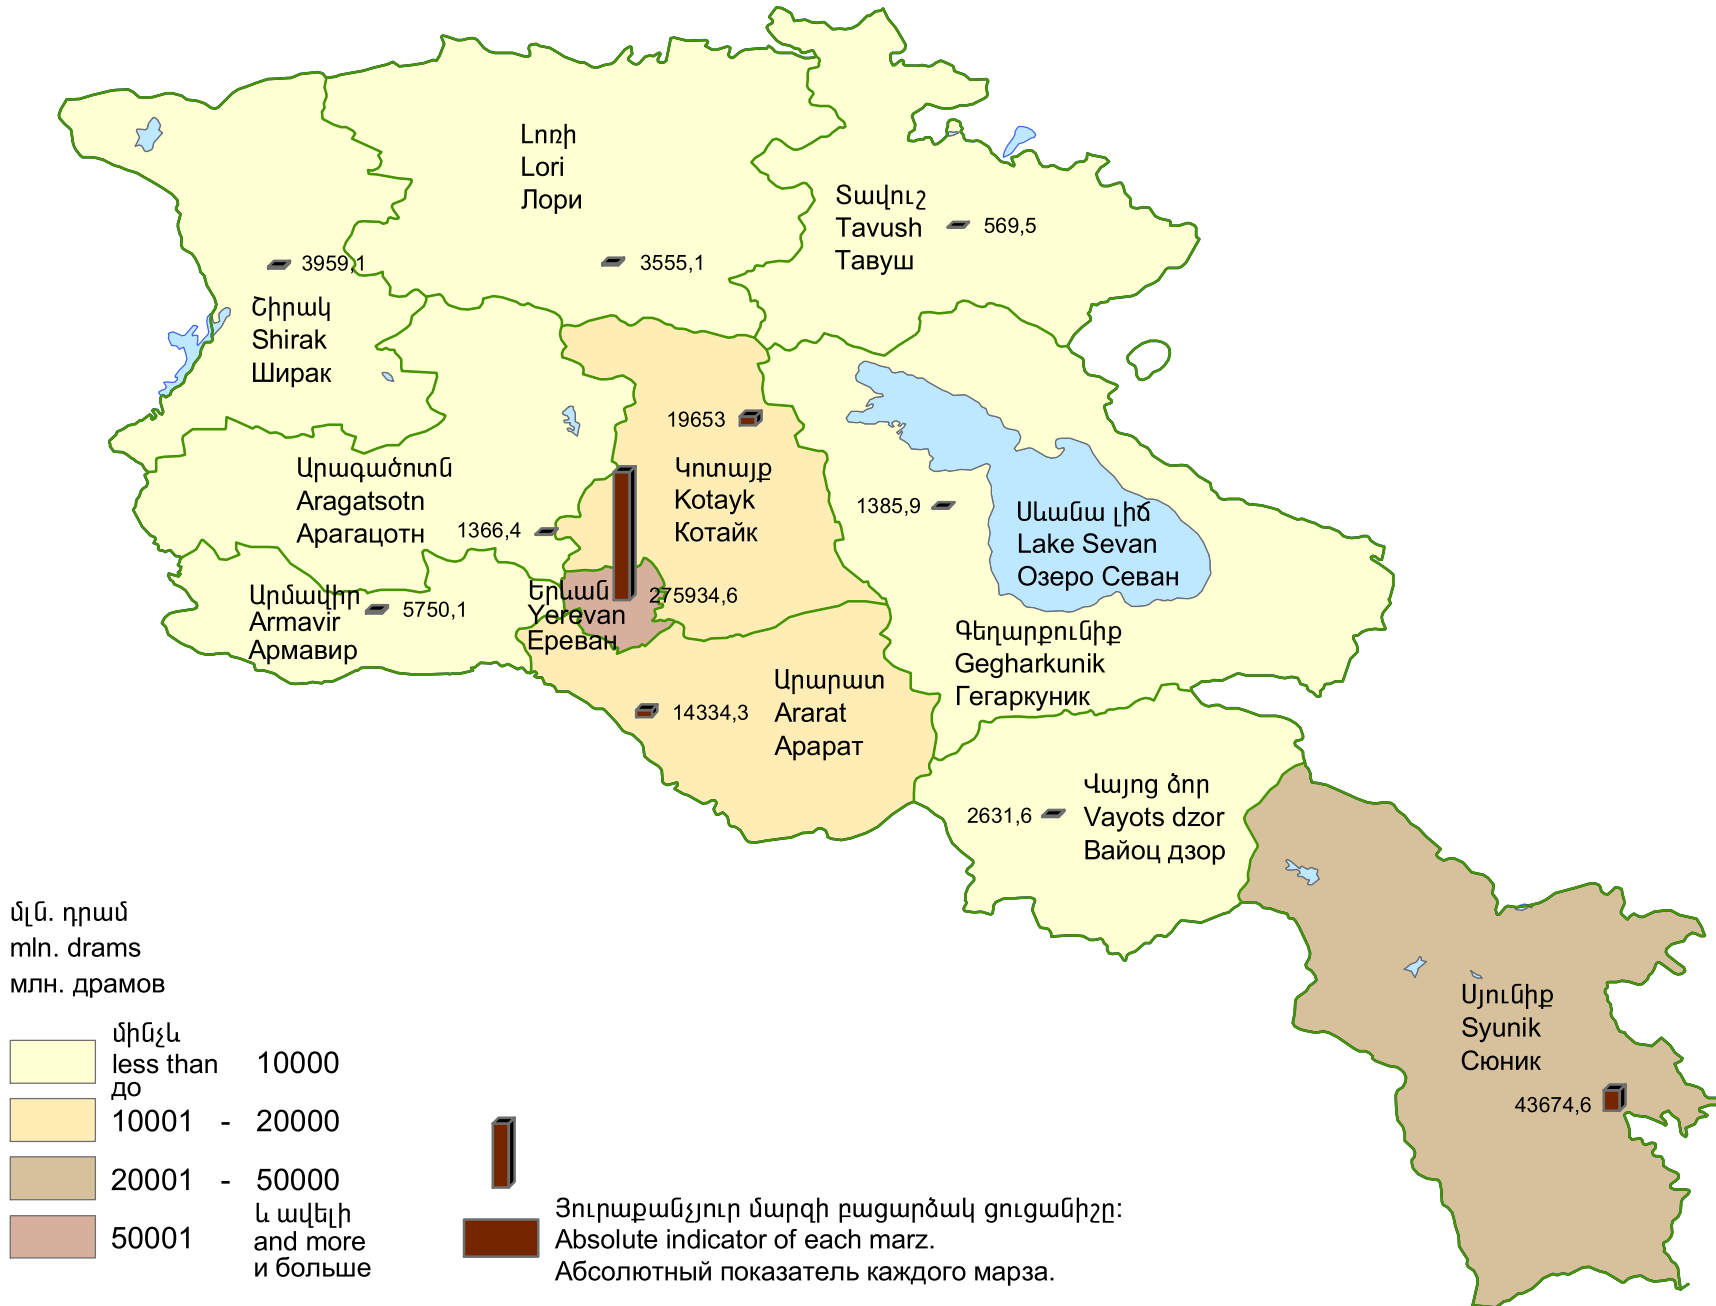 Լոռի
Lori
Лори
3555,1
Տավուշ
Tavush
Тавуш
569,5
3959,1
Շիրակ
Shirak
Ширак
19653
Կոտայք
Kotayk
Котайк
Արագածոտն
Aragatsotn
Арагацотн
1366,4
1385,9
Սևանա լիճ
Lake Sevan
Озеро Севан
Արմավիր
Armavir
Армавир
5750,1
Երևան
Yerevan
Ереван
275934,6
Գեղարքունիք
Gegharkunik
Гегаркуник
Արարատ
Ararat
Арарат
14334,3
Վայոց ձոր
Vayots dzor
Вайоц дзор
2631,6
Սյունիք
Syunik
Сюник
43674,6
մլն. դրամ
mln. drams
млн. драмов
մինչև
less than 10000
до
10001 - 20000
20001 - 50000
50001
և ավելի
and more
и больше
Յուրաքանչյուր մարզի բացարձակ ցուցանիշը:
Absolute indicator of each marz.
Абсолютный показатель каждого марза.